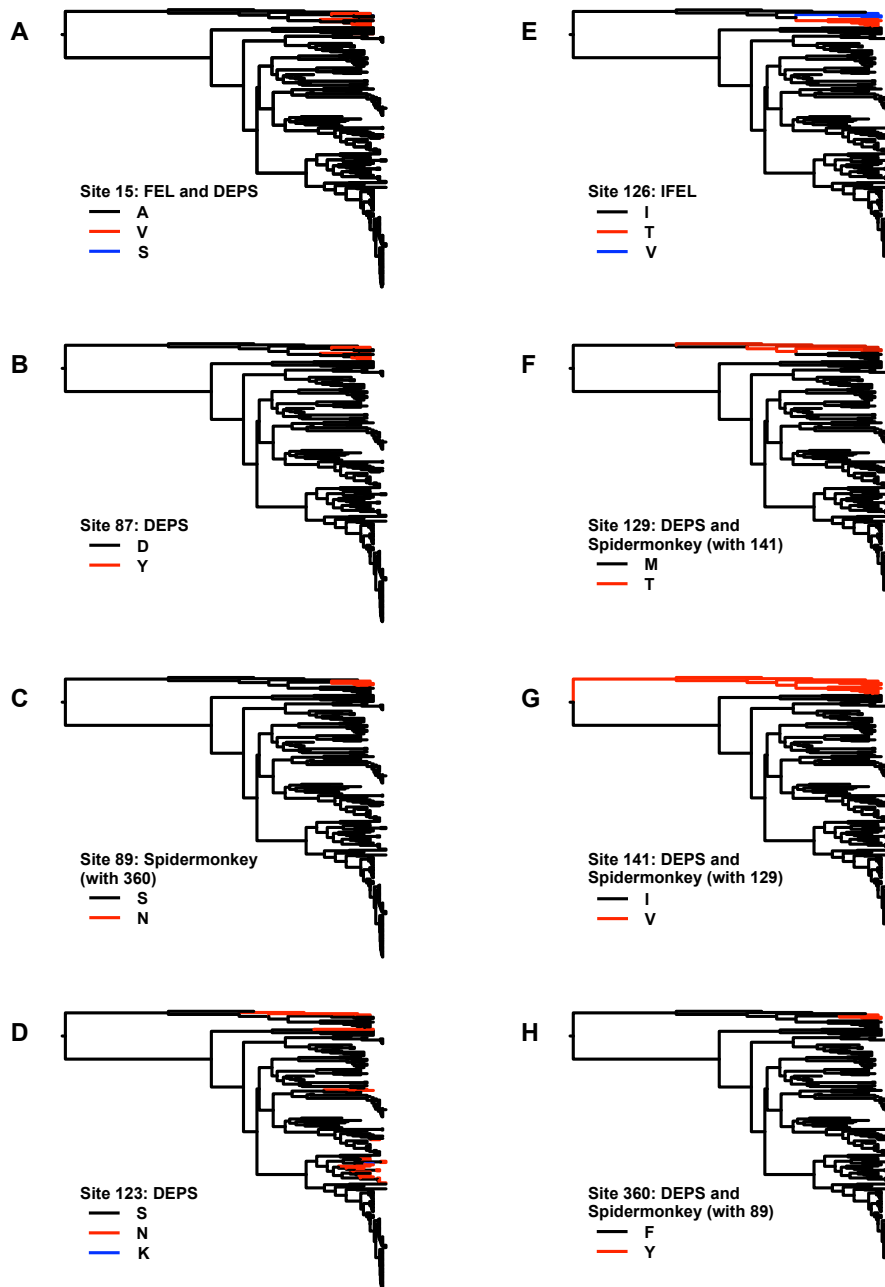 A
Site 15: FEL and DEPS
A
V
S
B
Site 87: DEPS
D
Y
C
Site 89: Spidermonkey
(with 360)
S
N
D
Site 123: DEPS
S
N
K
E
Site 126: IFEL
I
T
V
F
Site 129: DEPS and
Spidermonkey (with 141)
M
T
G
Site 141: DEPS and
Spidermonkey (with 129)
I
V
H
Site 360: DEPS and
Spidermonkey (with 89)
F
Y